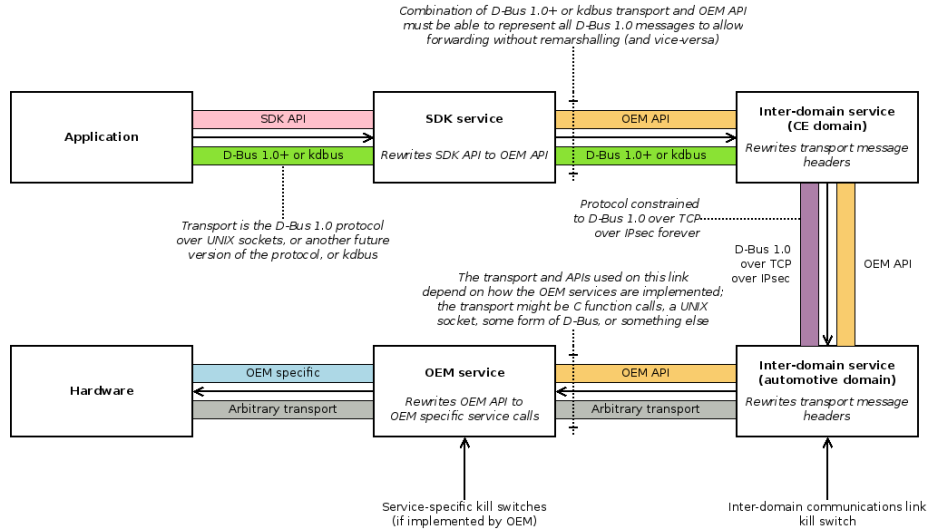 Combination of D-Bus 1.0+ or kdbus transport and OEM API
must be able to represent all D-Bus 1.0 messages to allow
forwarding without remarshalling (and vice-versa)
Application
SDK API
D-Bus 1.0+ or kdbus
SDK service
Rewrites SDK API to OEM API
OEM API
D-Bus 1.0+ or kdbus
Inter-domain service
(CE domain)
Rewrites transport message
headers
Transport is the D-Bus 1.0 protocol
over UNIX sockets, or another future
version of the protocol, or kdbus
Protocol constrained
to D-Bus 1.0 over TCP
over IPsec forever
D-Bus 1.0
over TCP
over IPsec
OEM API
The transport and APIs used on this link
depend on how the OEM services are implemented;
the transport might be C function calls, a UNIX
socket, some form of D-Bus, or something else
Hardware
OEM specific
Arbitrary transport
OEM service
Rewrites OEM API to
OEM specific service calls
OEM API
Arbitrary transport
Inter-domain service
(automotive domain)
Rewrites transport message
headers
Service-specific kill switches
(if implemented by OEM)
Inter-domain communications link
kill switch